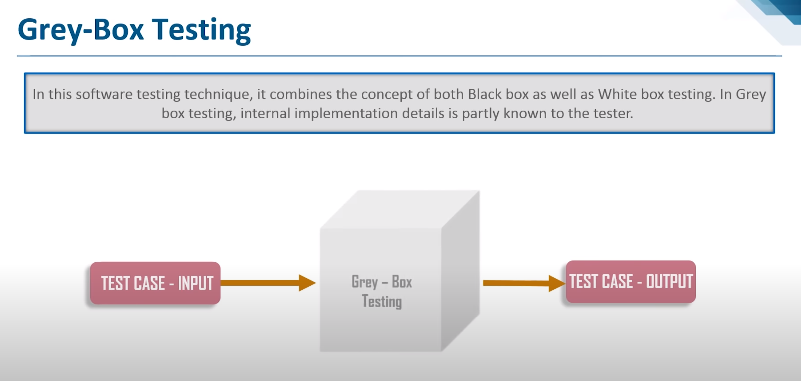 Grey-Box Testing
In this software testing technique, it combines the concept of both Black box as well as White box testing. In Grey
box testing, internal implementation details is partly known to the tester.
TEST CASE - INPUT
Grey – Box
Testing
TEST CASE - OUTPUT